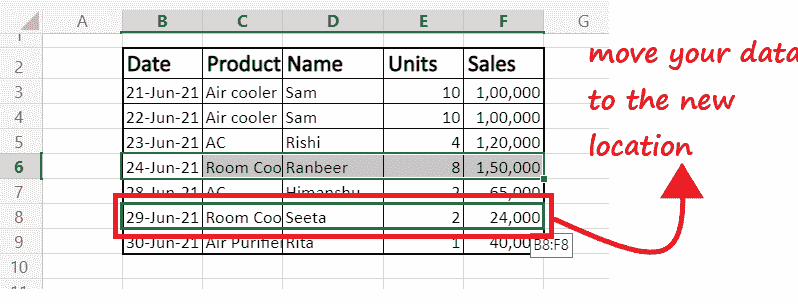 A B C D E F G
1
2 Date Product Name Units Sales
3 21-Jun-21 Air cooler Sam 10 1,00,000
4 22-Jun-21 Air cooler Sam 10 1,00,000
5 23-Jun-21 AC Rishi 4 1,20,000
6 24-Jun-21 Room Coo Ranbeer 8 1,50,000
7 28-Jun-21 AC Himanshu 2 65,000
8 29-Jun-21 Room Coo Seeta 2 24,000
9 30-Jun-21 Air Purifie Rita 1 40,00
B8:F8
10
move your data
to the new
location